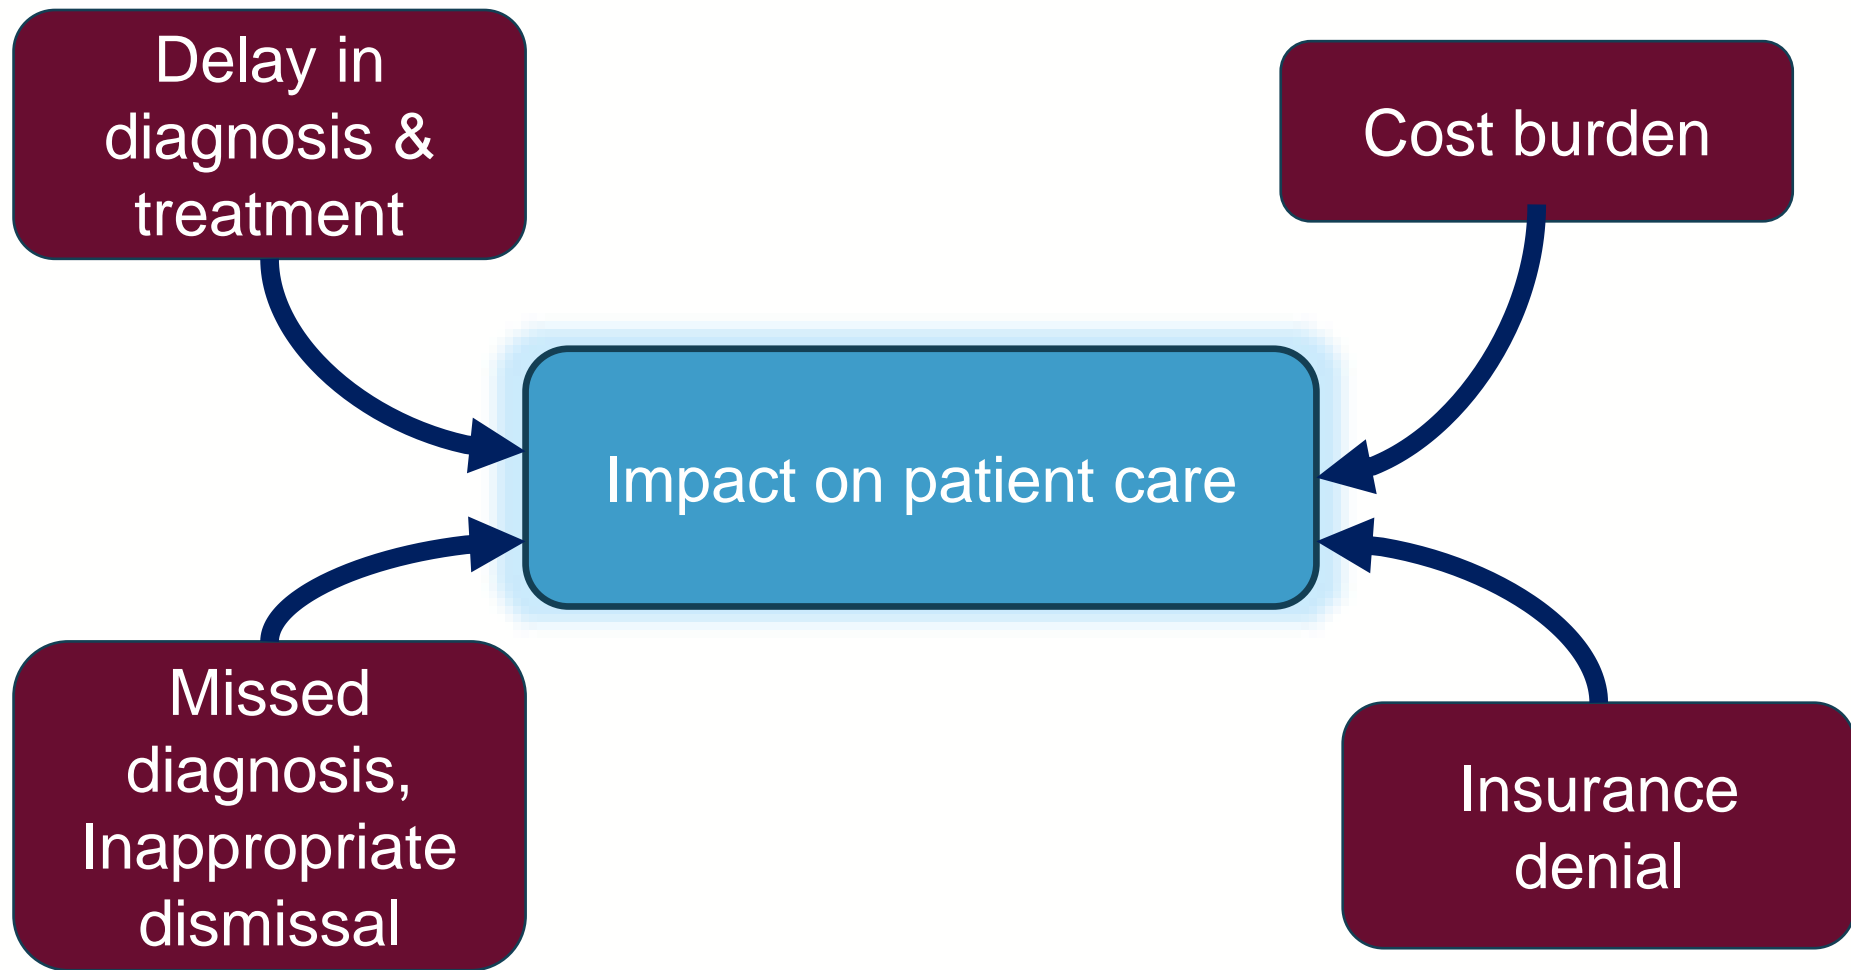 Delay in
diagnosis &
treatment
Cost burden
Impact on patient care
Missed
diagnosis,
Inappropriate
dismissal
Insurance
denial